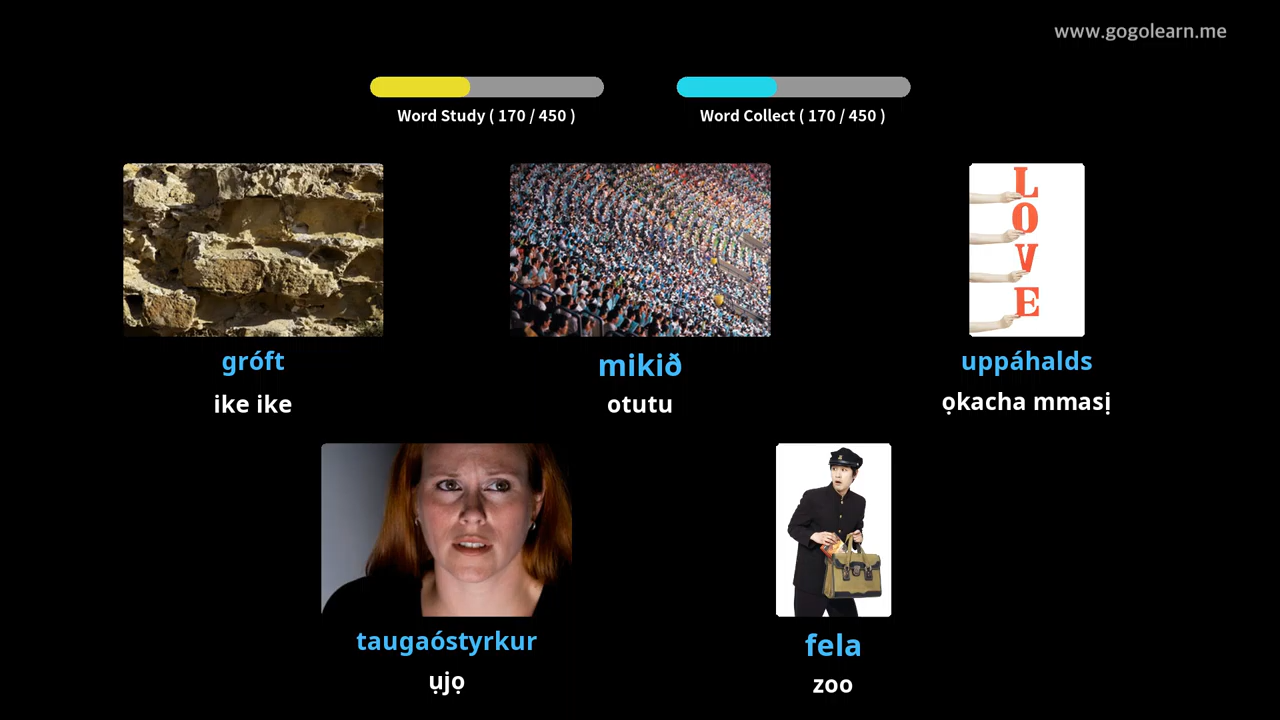 www.gogolearn.me
Word Study ( 170 / 450 )
Word Collect ( 170 / 450 )
L
O
V
E
gróft
ike ike
mikið
otutu
uppáhalds
ọkacha mmasị
taugaóstyrkur
ụjọ
fela
zoo